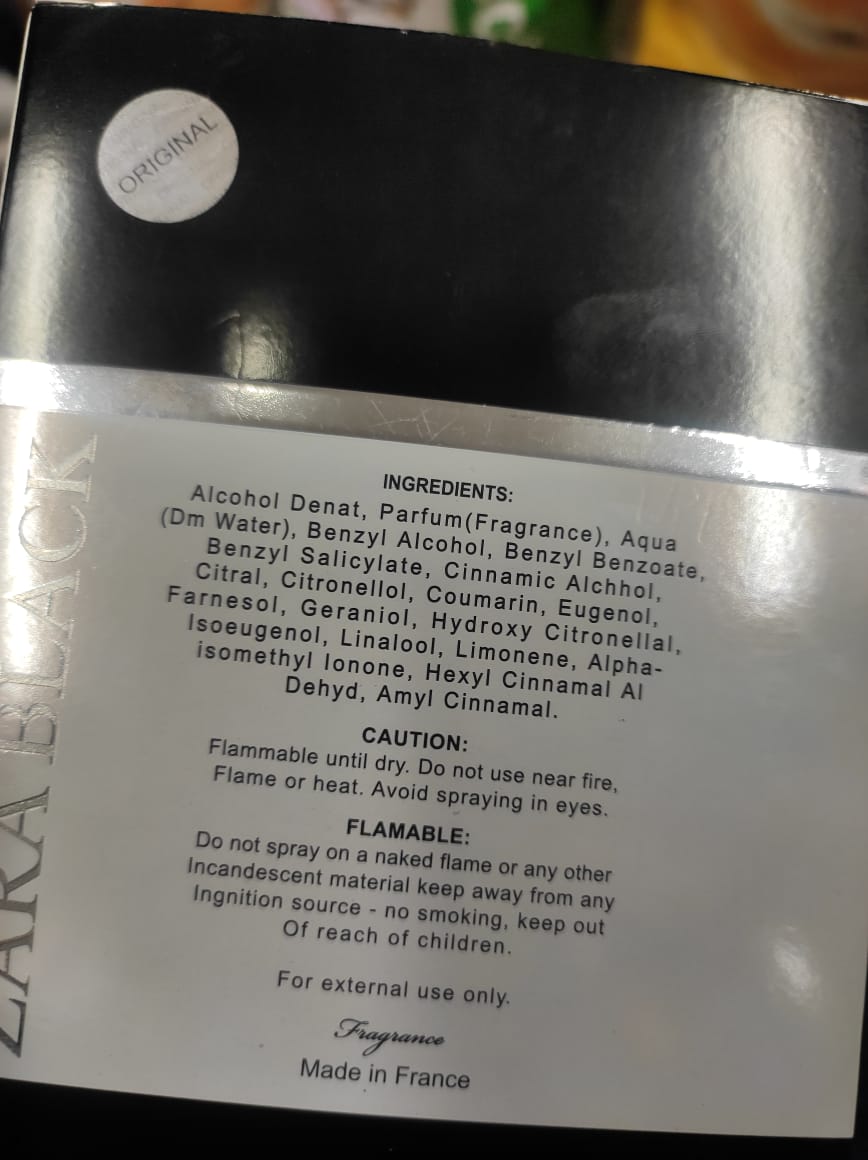 ORIGINAL
ZARA BLACK
INGREDIENTS:
Alcohol Denat, Parfum(Fragrance), Aqua
(Dm Water), Benzyl Alcohol, Benzyl Benzoate,
Benzyl Salicylate, Cinnamic Alchhol,
Citral, Citronellol, Coumarin, Eugenol,
Farnesol, Geraniol, Hydroxy Citronellal,
Isoeugenol, Linalool, Limonene, Alpha-
isomethyl Ionone, Hexyl Cinnamal Al
Dehyd, Amyl Cinnamal.
CAUTION:
Flammable until dry. Do not use near fire,
Flame or heat. Avoid spraying in eyes.
FLAMABLE:
Do not spray on a naked flame or any other
Incandescent material keep away from any
Ingnition source - no smoking, keep out
Of reach of children.
For external use only.
Fragrance
Made in France